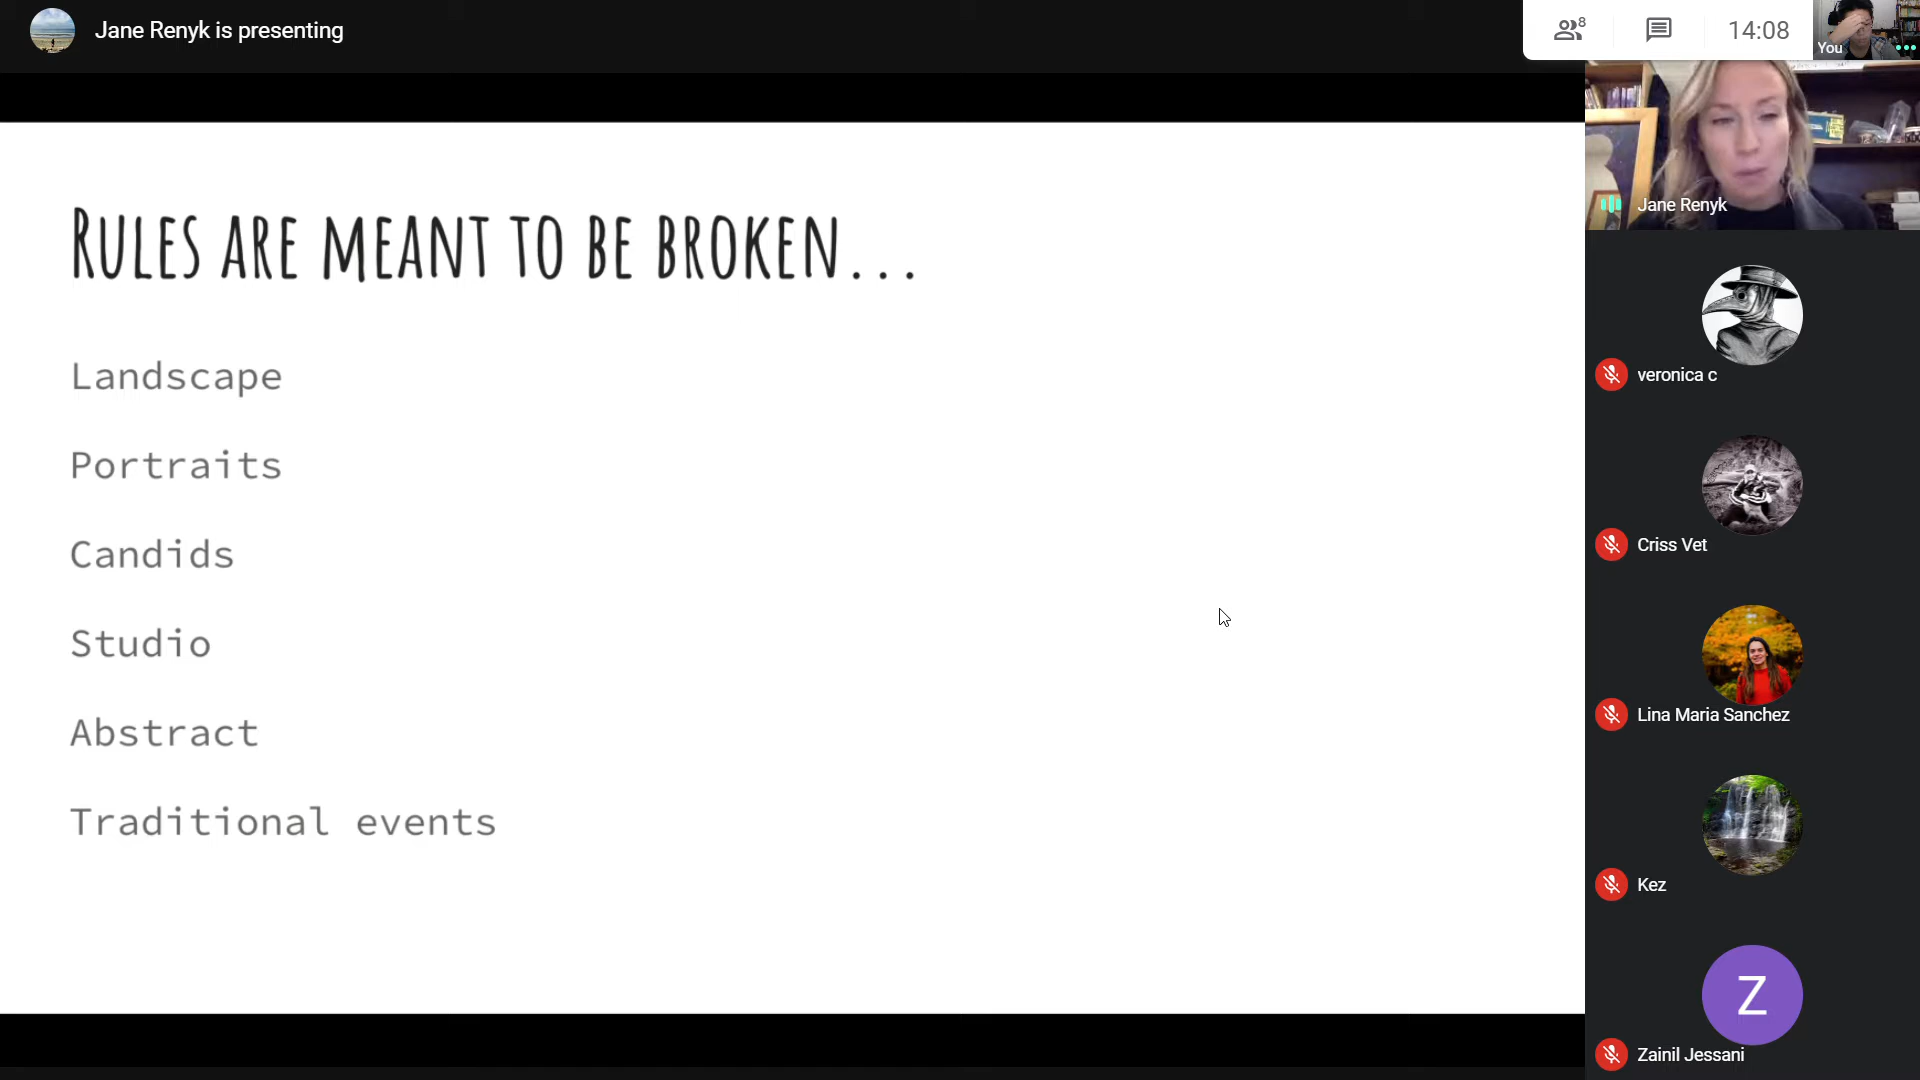 Jane Renyk is presenting
8
14:08
You
RULES ARE MEANT TO BE BROKEN...
Landscape
Portraits
Candids
Studio
Abstract
Traditional events
Jane Renyk
veronica c
Criss Vet
Lina Maria Sanchez
Kez
Z
Zainil Jessani